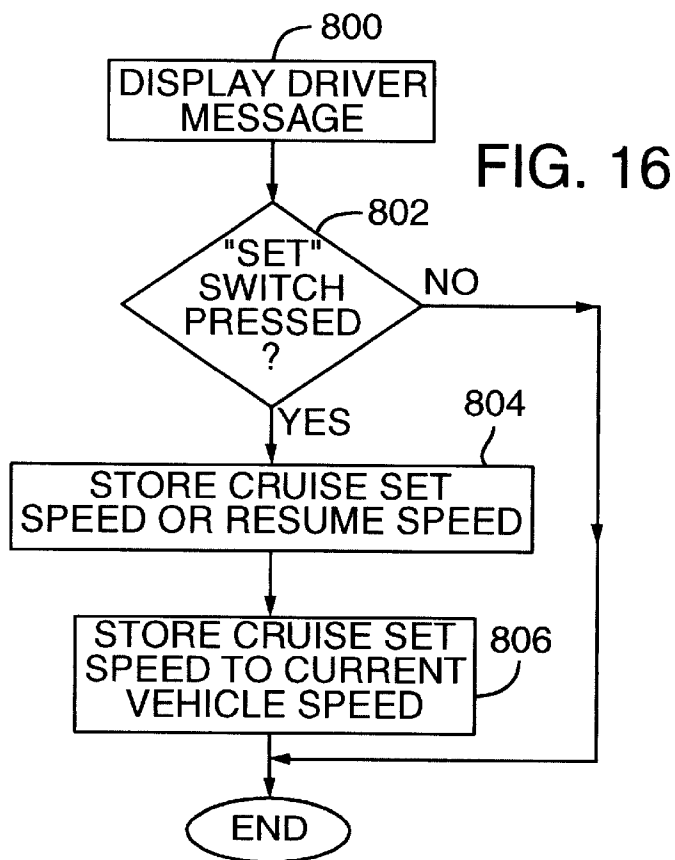 800
DISPLAY DRIVER
MESSAGE
FIG. 16
802
"SET"
SWITCH
PRESSED
?
NO
YES
804
STORE CRUISE SET
SPEED OR RESUME SPEED
STORE CRUISE SET
SPEED TO CURRENT
VEHICLE SPEED
806
END